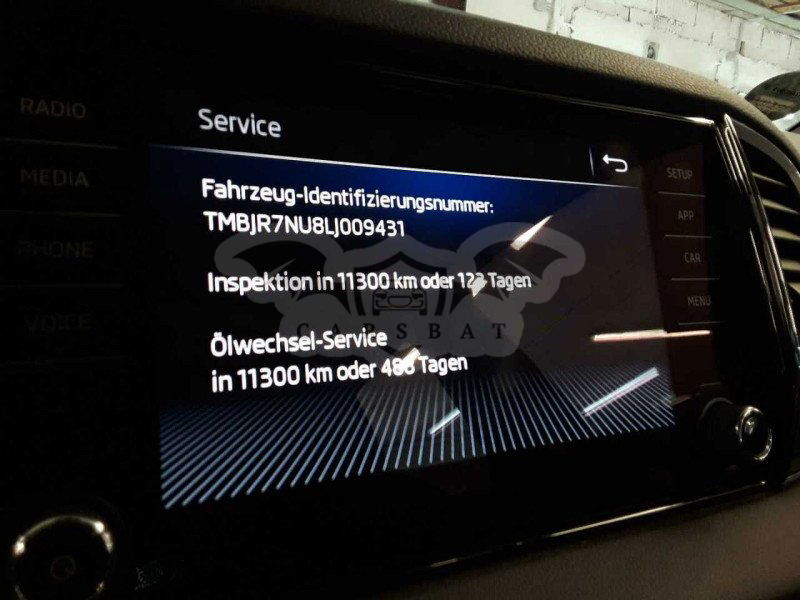 RADIO
MEDIA
PHONE
VOICE
Service
Fahrzeug-Identifizierungsnummer:
TMBJR7NU8LJ009431
Inspektion in 11300 km oder Tagen
Ölwechsel-Service
in 11300 km oder Tagen
SETUP
APP
CAR
MENU
CARSBAT